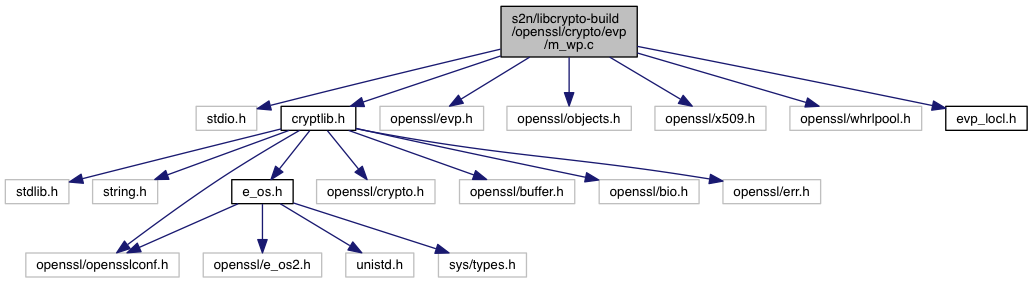 s2n/libcrypto-build
/openssl/crypto/evp
/m_wp.c
stdio.h
cryptlib.h
openssl/evp.h
openssl/objects.h
openssl/x509.h
openssl/whrlpool.h
evp_locl.h
stdlib.h
string.h
e_os.h
openssl/crypto.h
openssl/buffer.h
openssl/bio.h
openssl/err.h
openssl/opensslconf.h
openssl/e_os2.h
unistd.h
sys/types.h